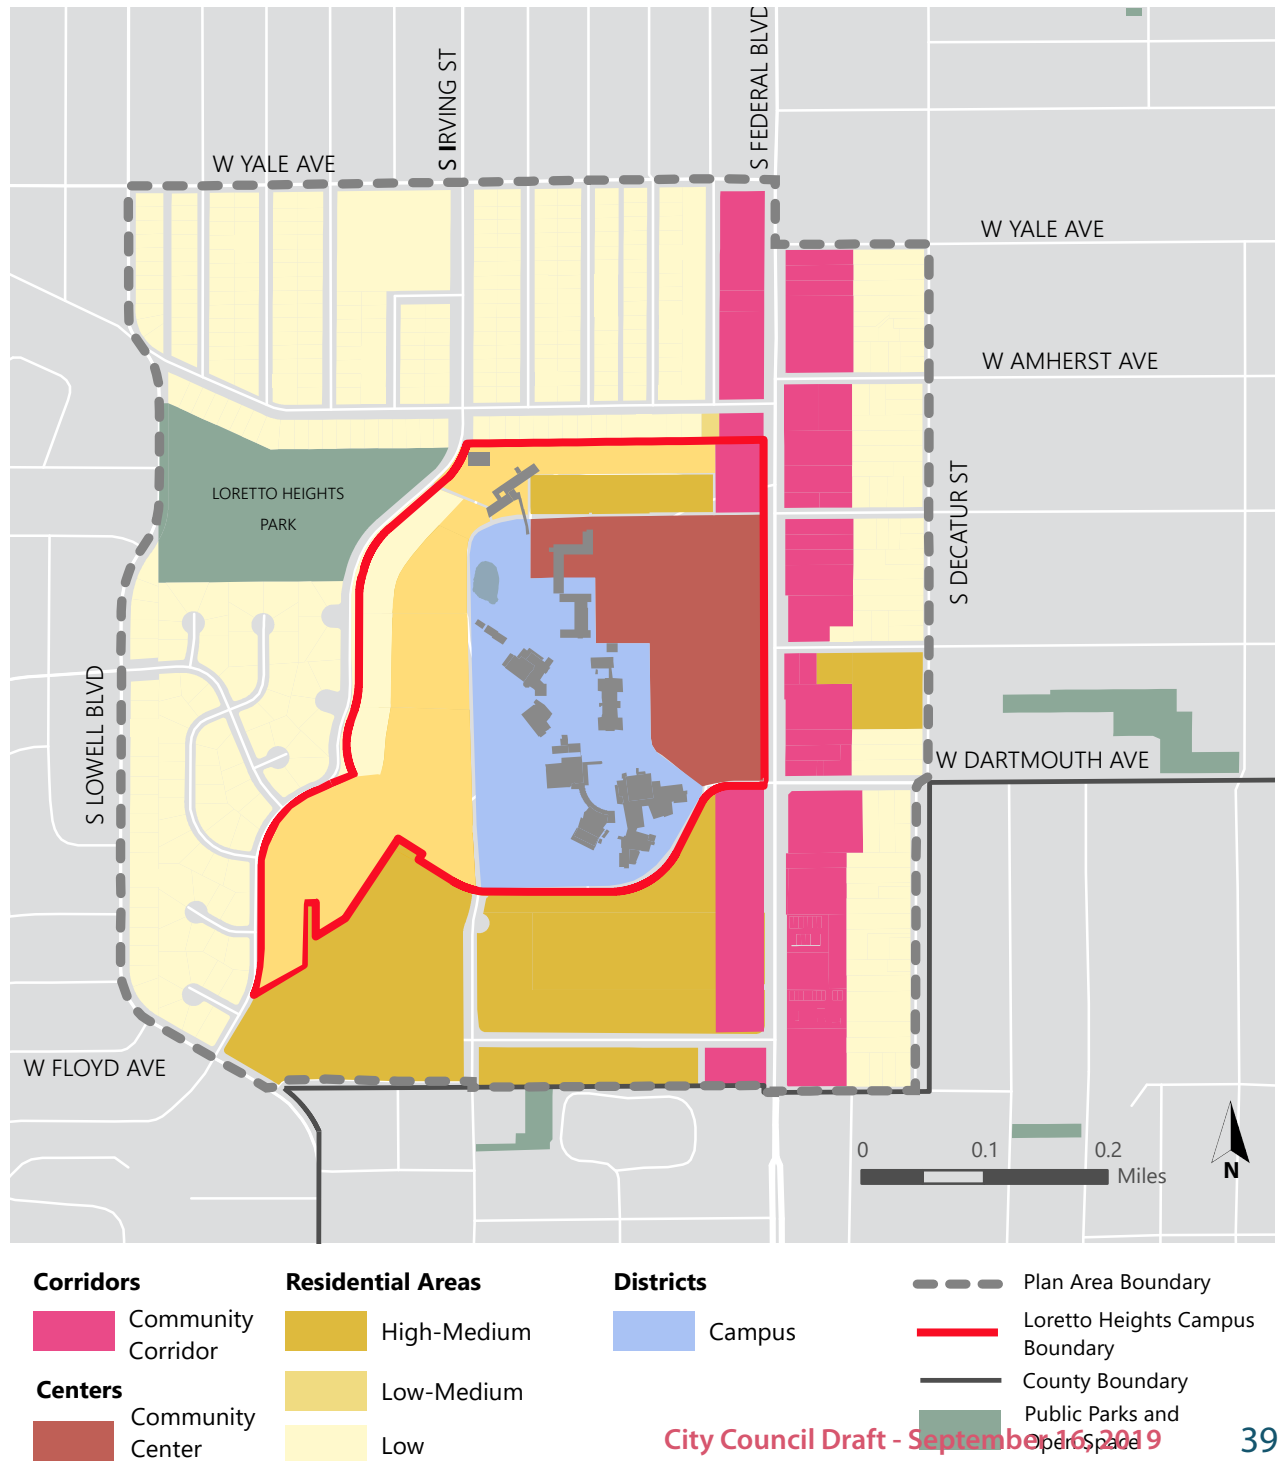 S IRVING ST
S FEDERAL BLVD
W YALE AVE
W YALE AVE
W AMHERST AVE
LORETTO HEIGHTS
PARK
S DECATUR ST
S LOWELL BLVD
W DARTMOUTH AVE
W FLOYD AVE
0 0.1 0.2
Miles
N
Corridors
Community
Corridor
Centers
Community
Center
Residential Areas
High-Medium
Low-Medium
Low
Districts
Campus
Plan Area Boundary
Loretto Heights Campus
Boundary
County Boundary
Public Parks and
Open Space
City Council Draft - September 16, 2019
39